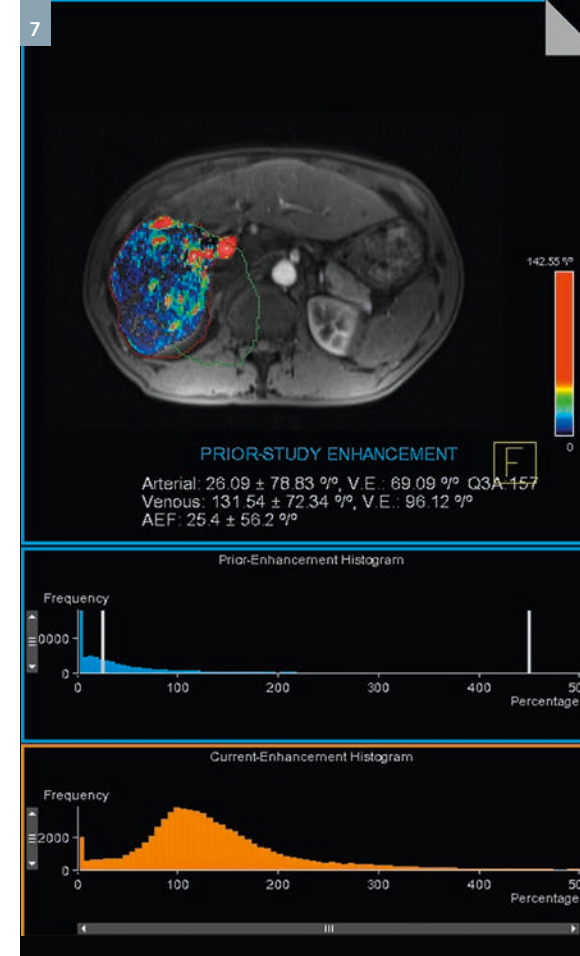 7
142.55 º/º
0
PRIOR-STUDY ENHANCEMENT
F
Arterial: 26.09 ± 78.83 º/º, V.E.: 69.09 º/º Q3A:157
Venous: 131.54 ± 72.34 º/º, V.E.: 96.12 º/º
AEF: 25.4 ± 56.2 º/º
Prior-Enhancement Histogram
Frequency
0000
0
0 100 200 300 400 50
Percentage
Current-Enhancement Histogram
Frequency
2000
0
0 100 200 300 400 50
Percentage